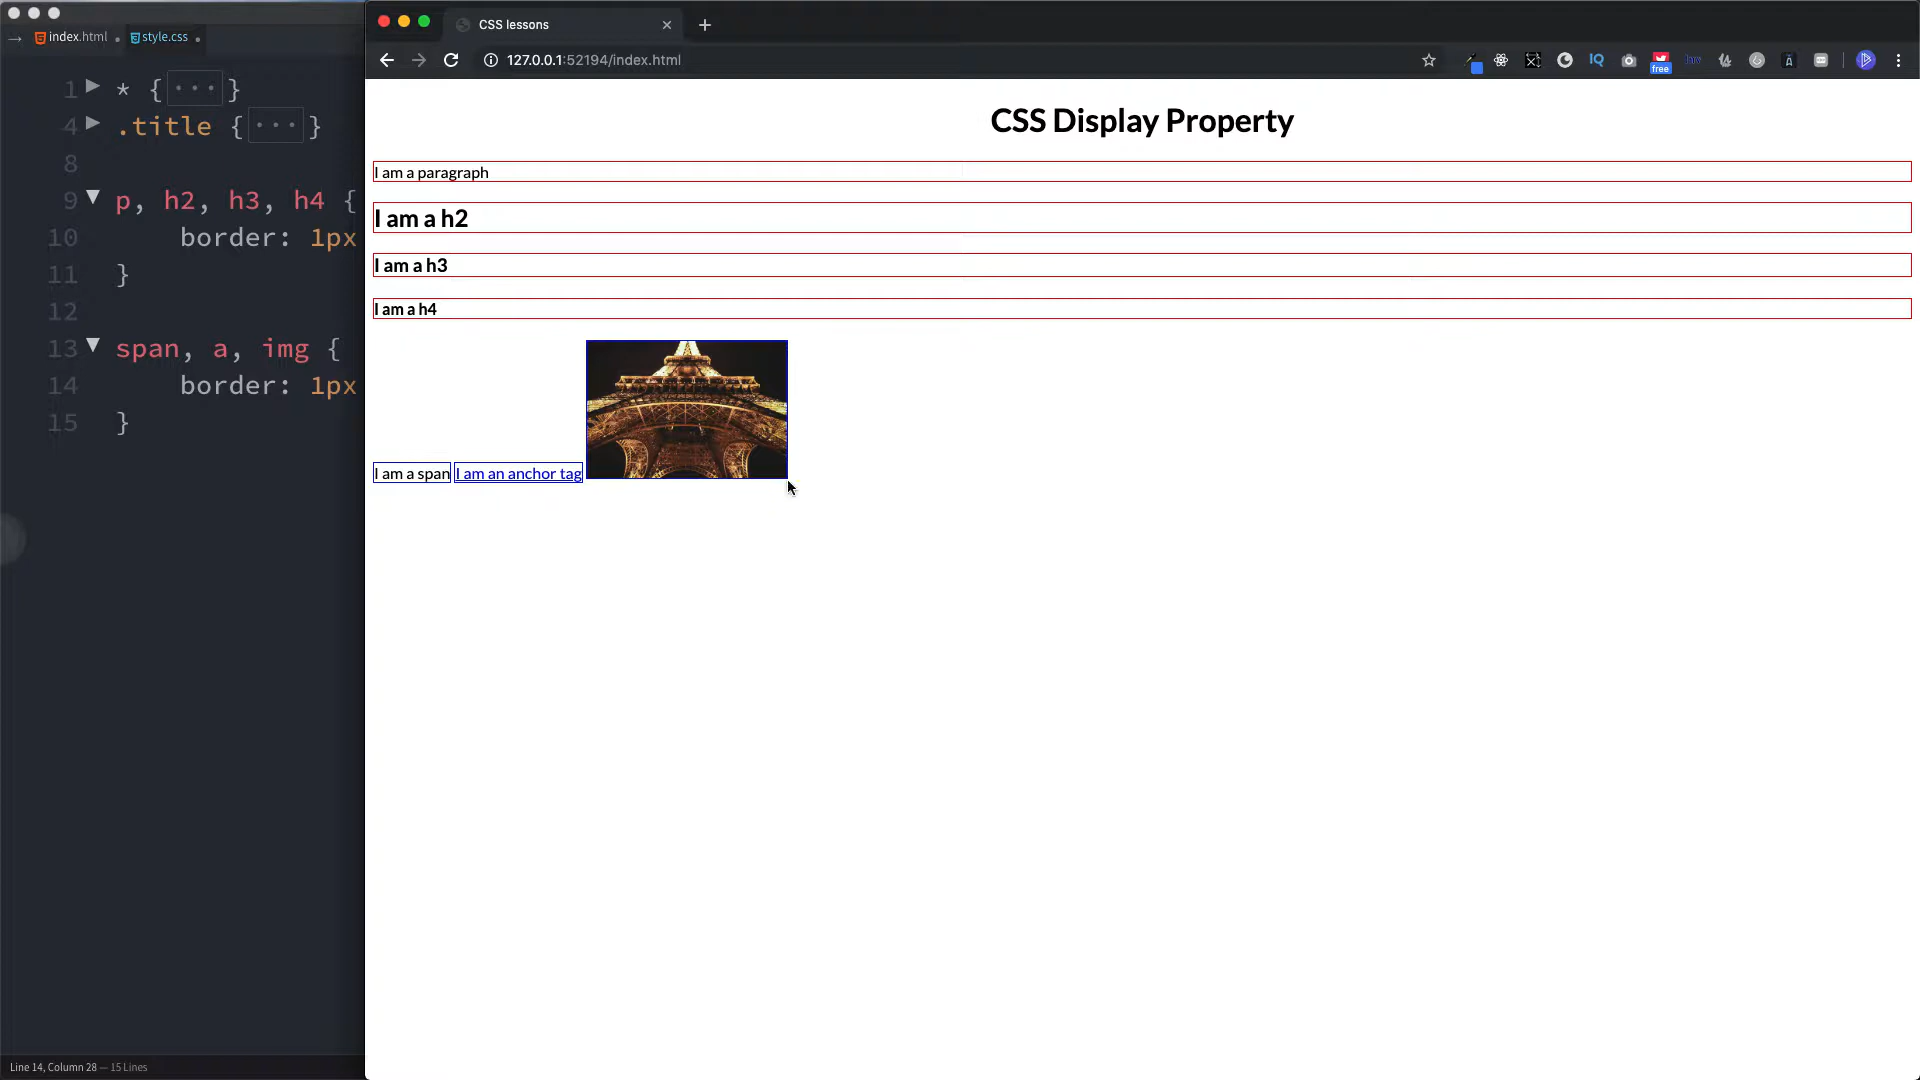 index.html
style.css
1 * {···}
4 .title {···}
8
9 p, h2, h3, h4 {
10 border: 1px
11 }
12
13 span, a, img {
14 border: 1px
15 }
Line 14, Column 28 — 15 Lines
CSS lessons
127.0.0.1:52194/index.html
IQ
free
CSS Display Property
I am a paragraph
I am a h2
I am a h3
I am a h4
I am a span I am an anchor tag